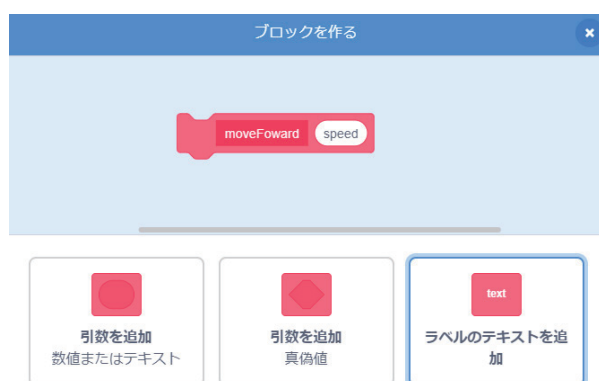 ブロックを作る
moveFoward speed
text
引数を追加
数値またはテキスト
引数を追加
真偽値
ラベルのテキストを追
加